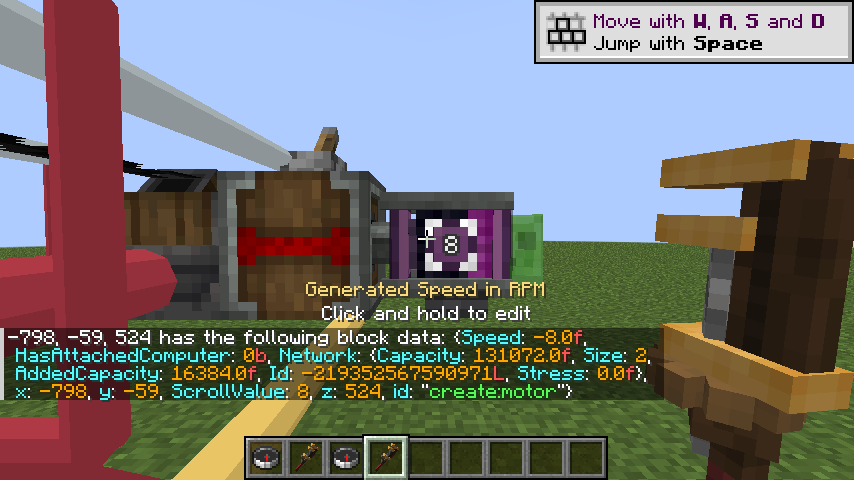 Move with W, A, S and D
Jump with Space
8
Generated Speed in RPM
Click and hold to edit
-798, -59, 524 has the following block data: {Speed: -8.0f,
HasAttachedComputer: 0b, Network: {Capacity: 131072.0f, Size: 2,
AddedCapacity: 16384.0f, Id: -219352567590971L, Stress: 0.0f},
x: -798, y: -59, ScrollValue: 8, z: 524, id: "create:motor"}